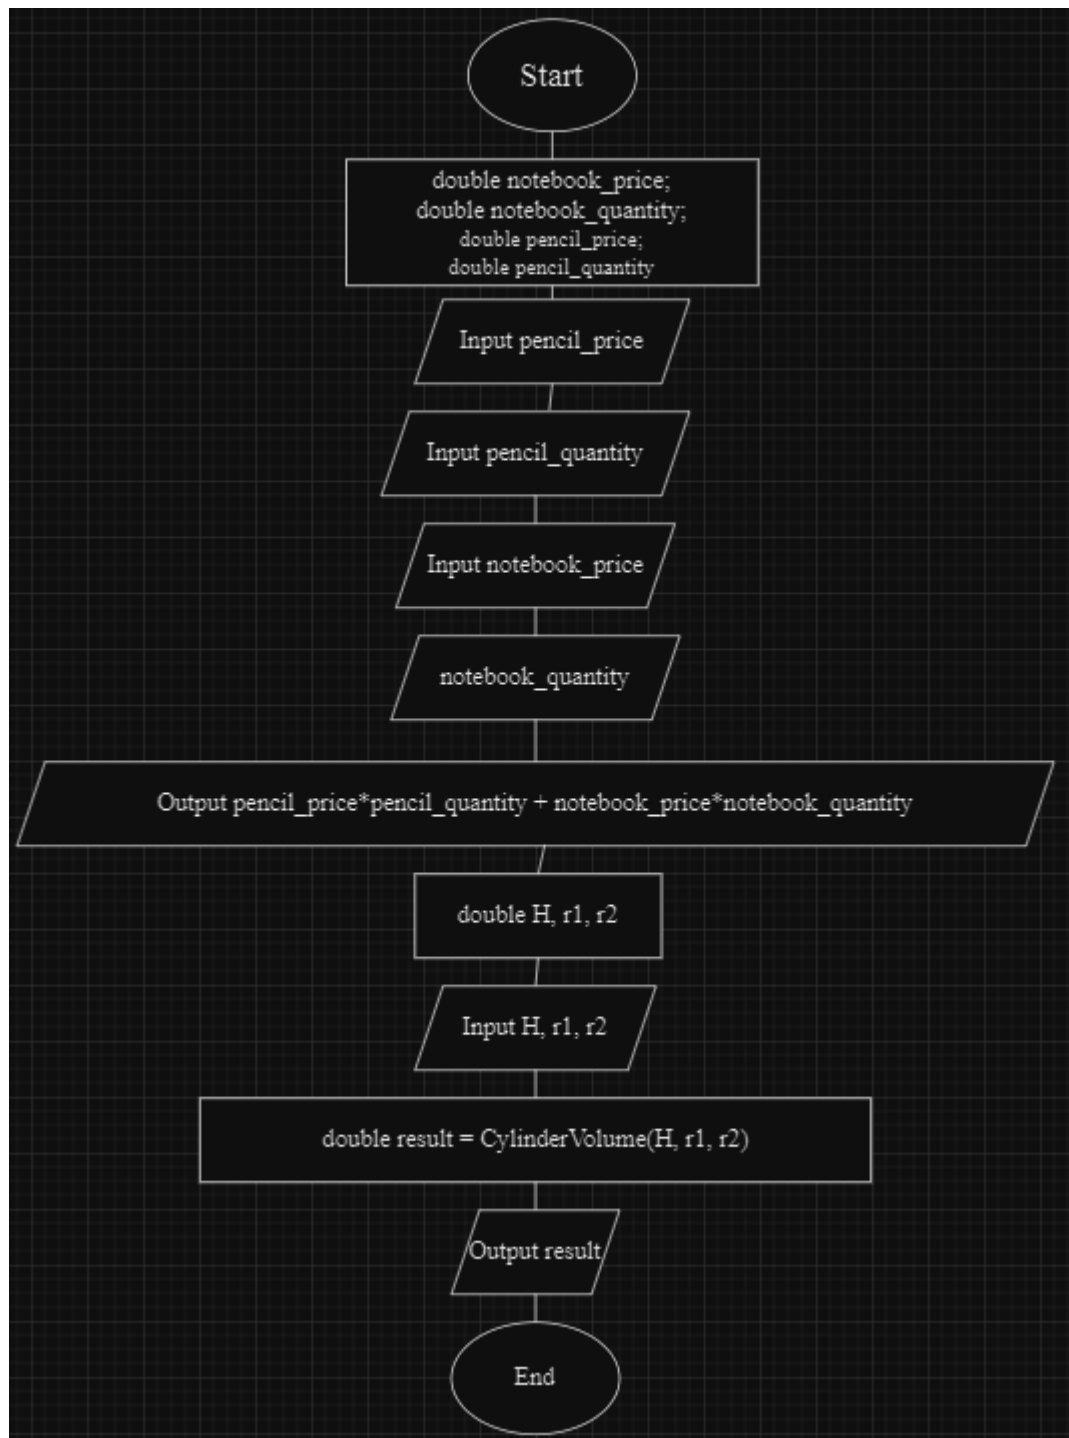 Start
double notebook_price;
double notebook_quantity;
double pencil_price;
double pencil_quantity
Input pencil_price
Input pencil_quantity
Input notebook_price
notebook_quantity
Output pencil_price*pencil_quantity + notebook_price*notebook_quantity
double H, r1, r2
Input H, r1, r2
double result = CylinderVolume(H, r1, r2)
Output result
End